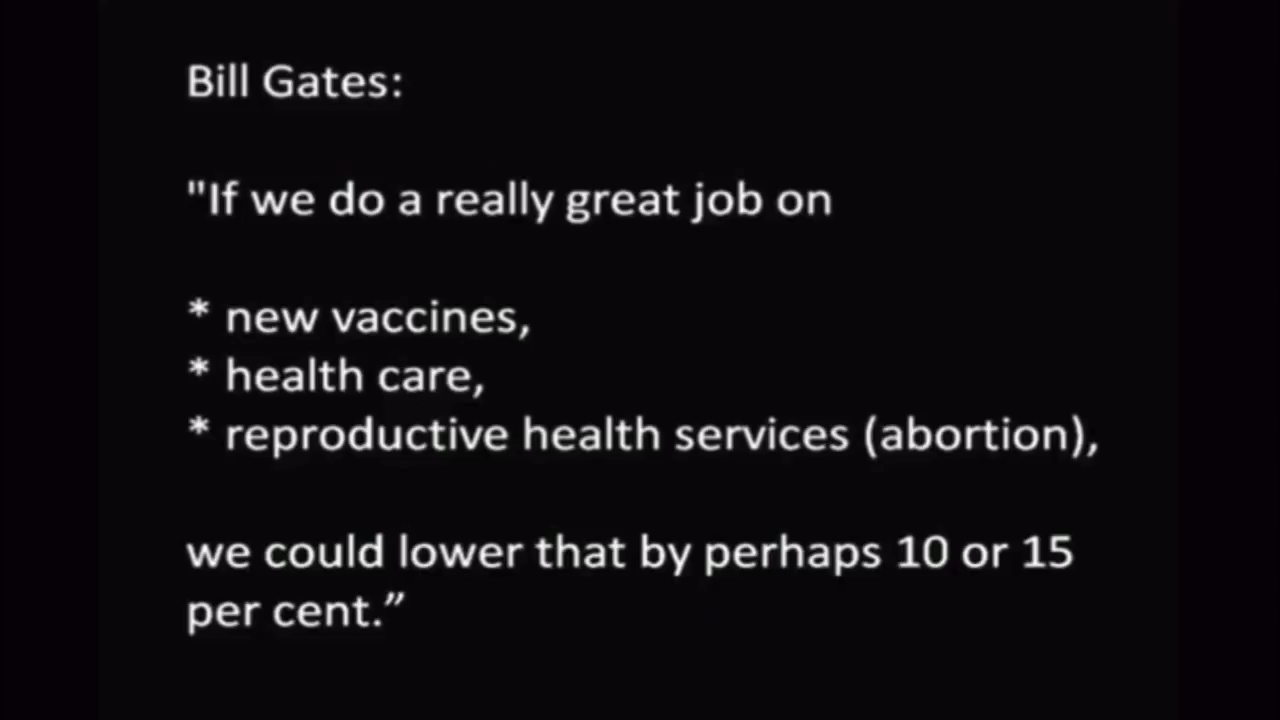 Bill Gates:
"If we do a really great job on
* new vaccines,
* health care,
* reproductive health services (abortion),
we could lower that by perhaps 10 or 15
per cent.”